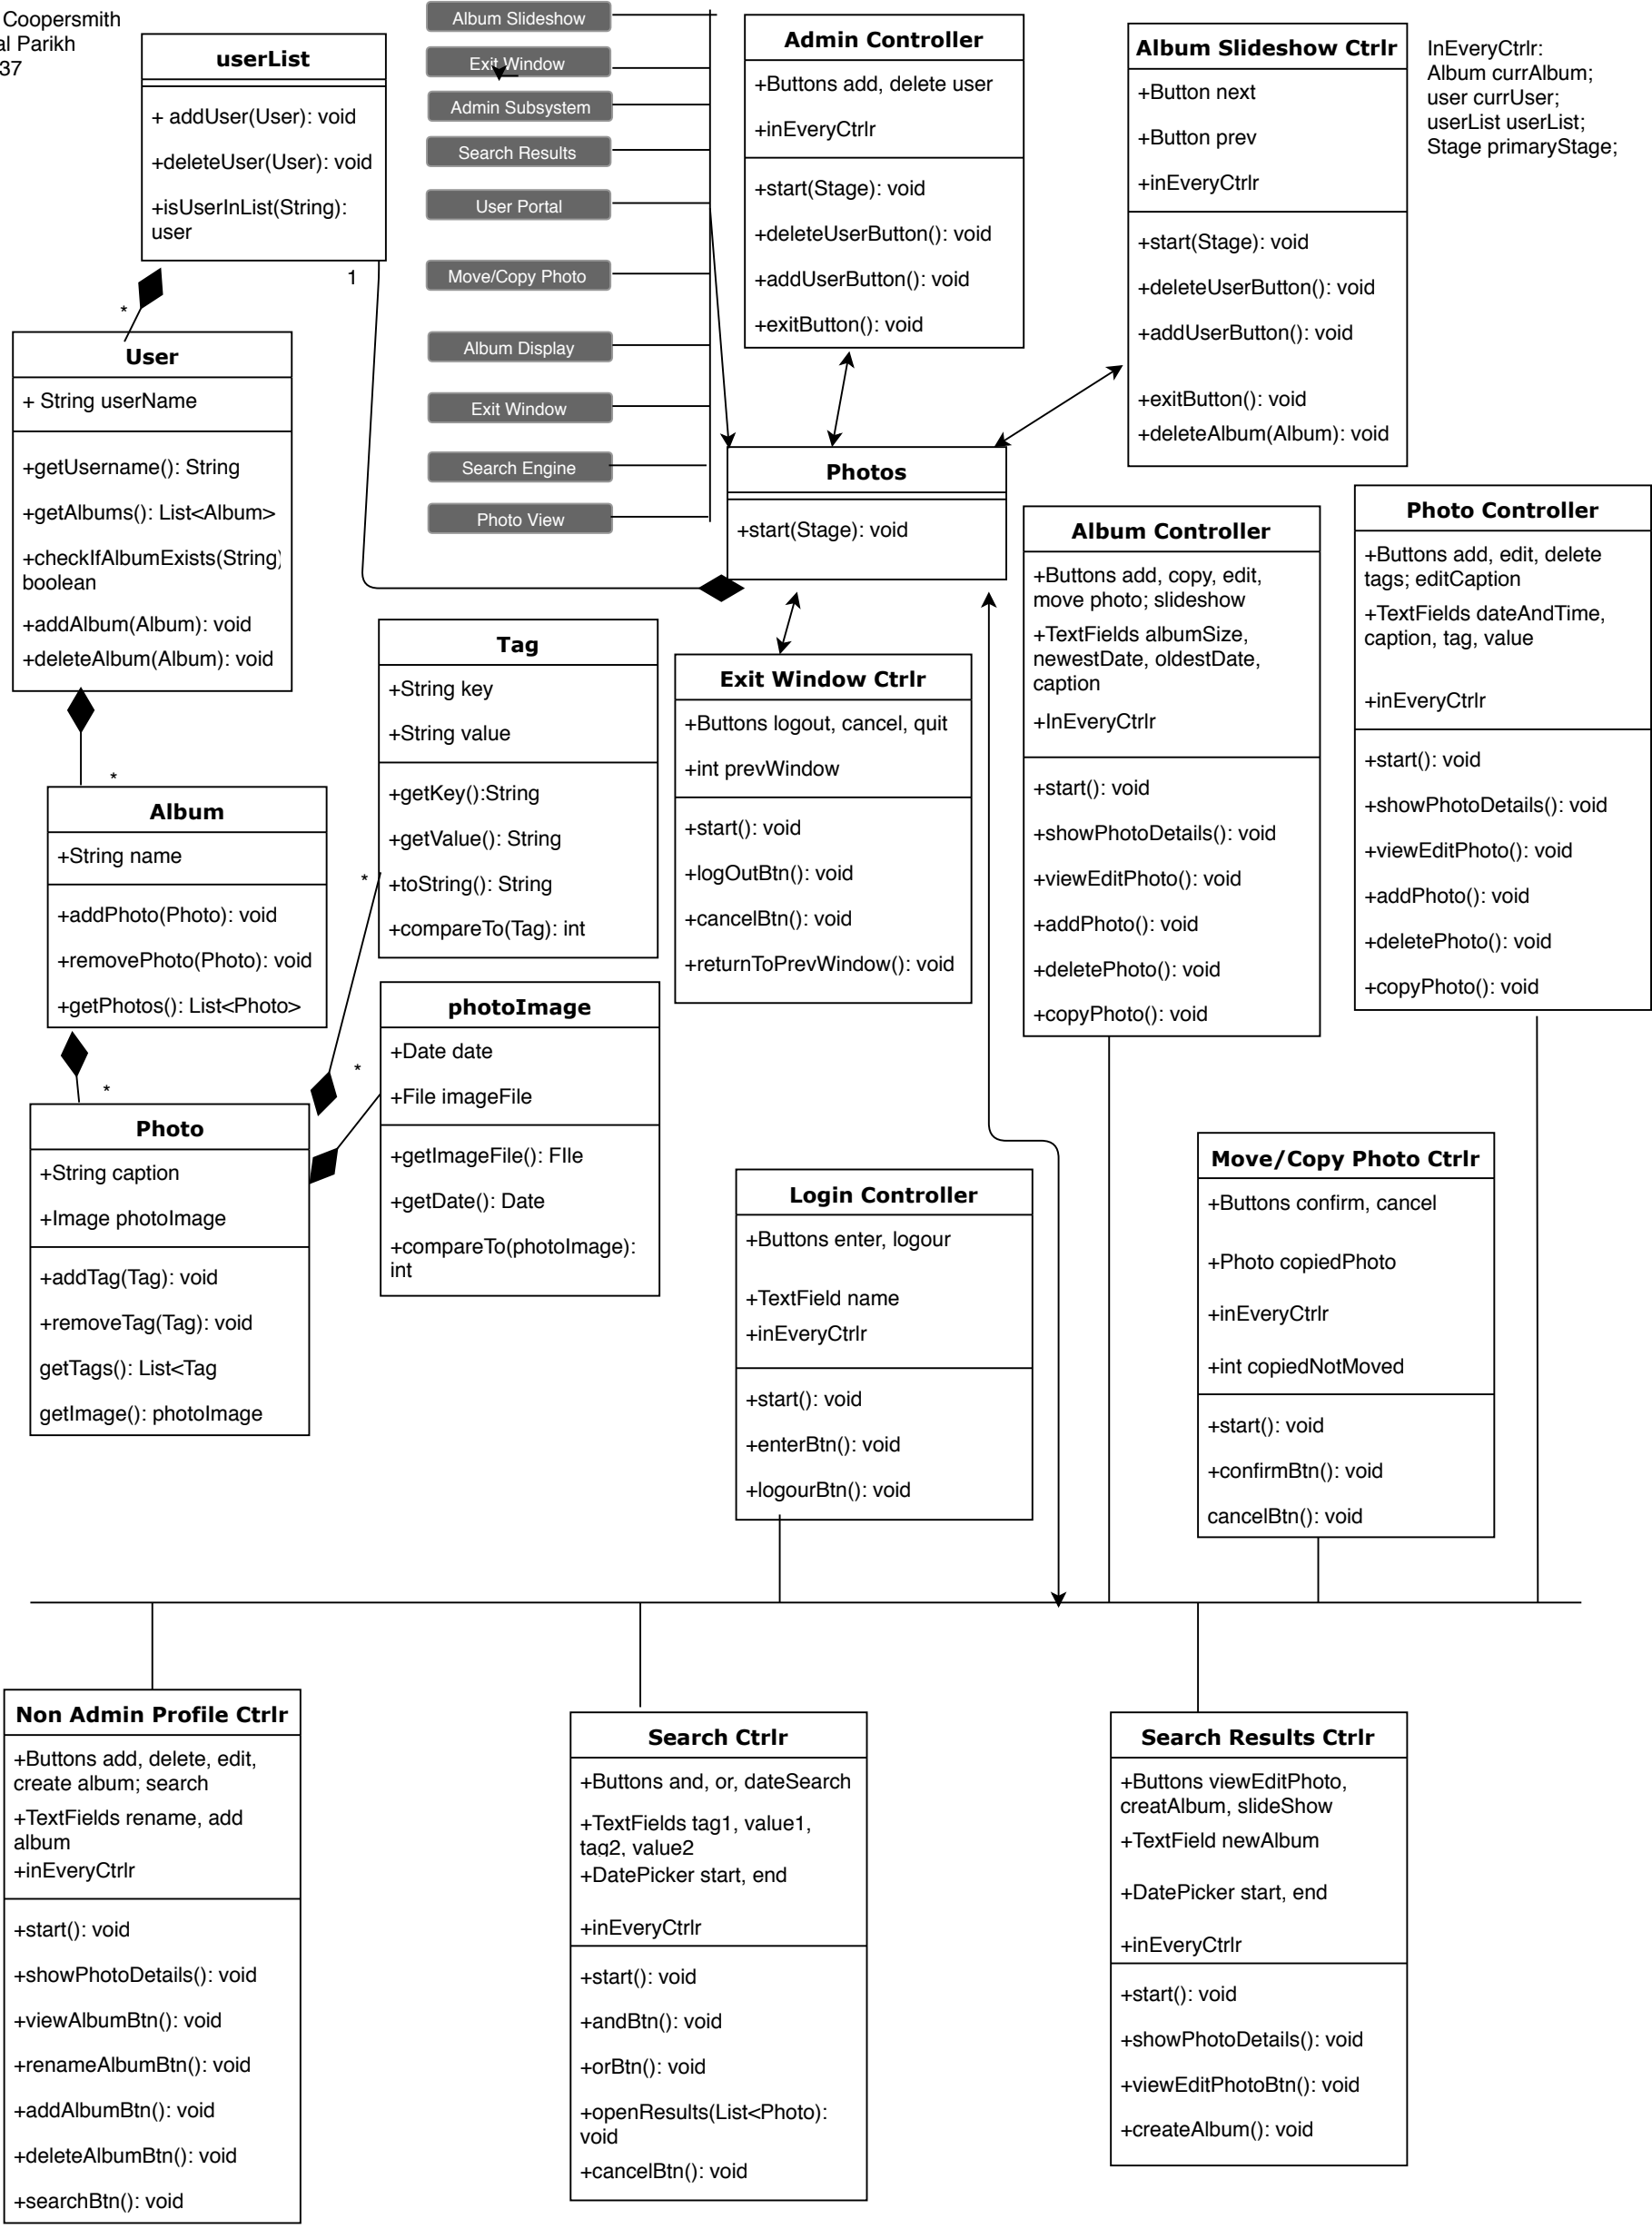 Coopersmith
al Parikh
37
userList
+ addUser(User): void
+deleteUser(User): void
+isUserInList(String):
user
1
*
User
+ String userName
+getUsername(): String
+getAlbums(): List<Album>
+checkIfAlbumExists(String)
boolean
+addAlbum(Album): void
+deleteAlbum(Album): void
*
Album
+String name
+addPhoto(Photo): void
+removePhoto(Photo): void
+getPhotos(): List<Photo>
*
Photo
+String caption
+Image photoImage
+addTag(Tag): void
+removeTag(Tag): void
getTags(): List<Tag
getImage(): photoImage
Album Slideshow
Exit Window
Admin Subsystem
Search Results
User Portal
Move/Copy Photo
Album Display
Exit Window
Search Engine
Photo View
Tag
+String key
+String value
+getKey():String
+getValue(): String
+toString(): String
+compareTo(Tag): int
*
photoImage
+Date date
+File imageFile
+getImageFile(): FIle
+getDate(): Date
+compareTo(photoImage):
int
*
Admin Controller
+Buttons add, delete user
+inEveryCtrlr
+start(Stage): void
+deleteUserButton(): void
+addUserButton(): void
+exitButton(): void
Photos
+start(Stage): void
Exit Window Ctrlr
+Buttons logout, cancel, quit
+int prevWindow
+start(): void
+logOutBtn(): void
+cancelBtn(): void
+returnToPrevWindow(): void
Album Slideshow Ctrlr
+Button next
+Button prev
+inEveryCtrlr
+start(Stage): void
+deleteUserButton(): void
+addUserButton(): void
+exitButton(): void
+deleteAlbum(Album): void
InEveryCtrlr:
Album currAlbum;
user currUser;
userList userList;
Stage primaryStage;
Album Controller
+Buttons add, copy, edit,
move photo; slideshow
+TextFields albumSize,
newestDate, oldestDate,
caption
+InEveryCtrlr
+start(): void
+showPhotoDetails(): void
+viewEditPhoto(): void
+addPhoto(): void
+deletePhoto(): void
+copyPhoto(): void
Photo Controller
+Buttons add, edit, delete
tags; editCaption
+TextFields dateAndTime,
caption, tag, value
+inEveryCtrlr
+start(): void
+showPhotoDetails(): void
+viewEditPhoto(): void
+addPhoto(): void
+deletePhoto(): void
+copyPhoto(): void
Login Controller
+Buttons enter, logour
+TextField name
+inEveryCtrlr
+start(): void
+enterBtn(): void
+logourBtn(): void
Move/Copy Photo Ctrlr
+Buttons confirm, cancel
+Photo copiedPhoto
+inEveryCtrlr
+int copiedNotMoved
+start(): void
+confirmBtn(): void
cancelBtn(): void
Non Admin Profile Ctrlr
+Buttons add, delete, edit,
create album; search
+TextFields rename, add
album
+inEveryCtrlr
+start(): void
+showPhotoDetails(): void
+viewAlbumBtn(): void
+renameAlbumBtn(): void
+addAlbumBtn(): void
+deleteAlbumBtn(): void
+searchBtn(): void
Search Ctrlr
+Buttons and, or, dateSearch
+TextFields tag1, value1,
tag2, value2
+DatePicker start, end
+inEveryCtrlr
+start(): void
+andBtn(): void
+orBtn(): void
+openResults(List<Photo):
void
+cancelBtn(): void
Search Results Ctrlr
+Buttons viewEditPhoto,
creatAlbum, slideShow
+TextField newAlbum
+DatePicker start, end
+inEveryCtrlr
+start(): void
+showPhotoDetails(): void
+viewEditPhotoBtn(): void
+createAlbum(): void